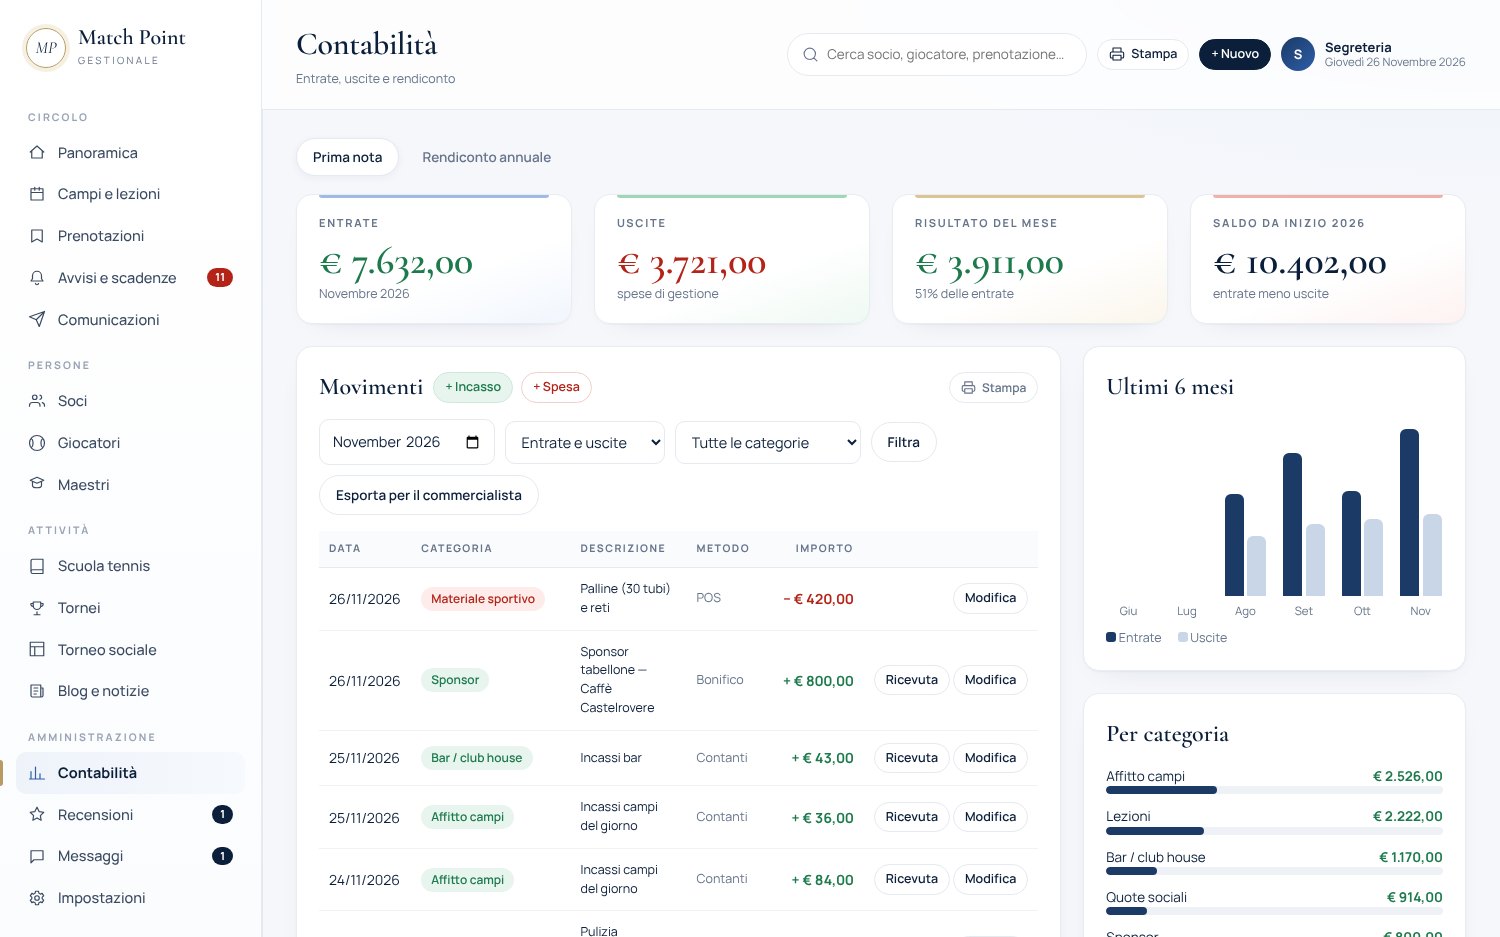 MP
Match Point
GESTIONALE
CIRCOLO
Panoramica
Campi e lezioni
Prenotazioni
Avvisi e scadenze 11
Comunicazioni
PERSONE
Soci
Giocatori
Maestri
ATTIVITÀ
Scuola tennis
Tornei
Torneo sociale
Blog e notizie
AMMINISTRAZIONE
Contabilità
Recensioni 1
Messaggi 1
Impostazioni
Contabilità
Entrate, uscite e rendiconto
Cerca socio, giocatore, prenotazione...
Stampa
+ Nuovo
S
Segreteria
Giovedì 26 Novembre 2026
Prima nota
Rendiconto annuale
ENTRATE
€ 7.632,00
Novembre 2026
USCITE
€ 3.721,00
spese di gestione
RISULTATO DEL MESE
€ 3.911,00
51% delle entrate
SALDO DA INIZIO 2026
€ 10.402,00
entrate meno uscite
Movimenti + Incasso + Spesa Stampa
November 2026 Entrate e uscite Tutte le categorie Filtra
Esporta per il commercialista
DATA CATEGORIA DESCRIZIONE METODO IMPORTO
26/11/2026 Materiale sportivo Palline (30 tubi)
e reti POS − € 420,00 Modifica
26/11/2026 Sponsor Sponsor
tabellone —
Caffè
Castelrovere Bonifico + € 800,00 Ricevuta Modifica
25/11/2026 Bar / club house Incassi bar Contanti + € 43,00 Ricevuta Modifica
25/11/2026 Affitto campi Incassi campi
del giorno Contanti + € 36,00 Ricevuta Modifica
24/11/2026 Affitto campi Incassi campi
del giorno Contanti + € 84,00 Ricevuta Modifica
Pulizia
Ultimi 6 mesi
Giu Lug Ago Set Ott Nov
Entrate Uscite
Per categoria
Affitto campi € 2.526,00
Lezioni € 2.222,00
Bar / club house € 1.170,00
Quote sociali € 914,00
Sponsor € 800,00